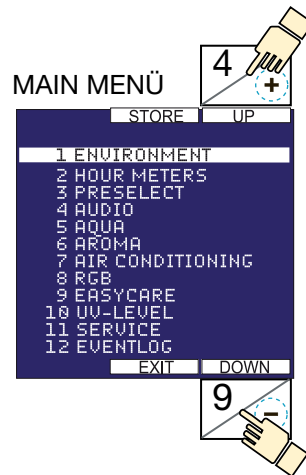 4
+
MAIN MENÜ
STORE UP
1 ENVIRONMENT
2 HOUR METERS
3 PRESELECT
4 AUDIO
5 AQUA
6 AROMA
7 AIR CONDITIONING
8 RGB
9 EASYCARE
10 UV-LEVEL
11 SERVICE
12 EVENTLOG
EXIT DOWN
9
-